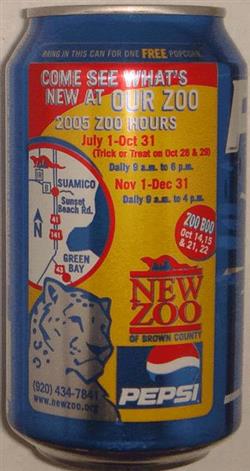 BRING IN THIS CAN FOR ONE FREE POPCORN
COME SEE WHAT'S
NEW AT OUR ZOO
2005 ZOO HOURS
July 1-Oct 31
(Trick or Treat on Oct 28 & 29)
Daily 9 a.m. to 6 p.m.
Nov 1-Dec 31
Daily 9 a.m. to 4 p.m.
SUAMICO
Sunset
Beach Rd.
41
141
N
GREEN
BAY
43
ZOO BOO
Oct 14,15
& 21, 22
NEW
ZOO
OF BROWN COUNTY
PEPSI
(920) 434-7841
www.newzoo.org